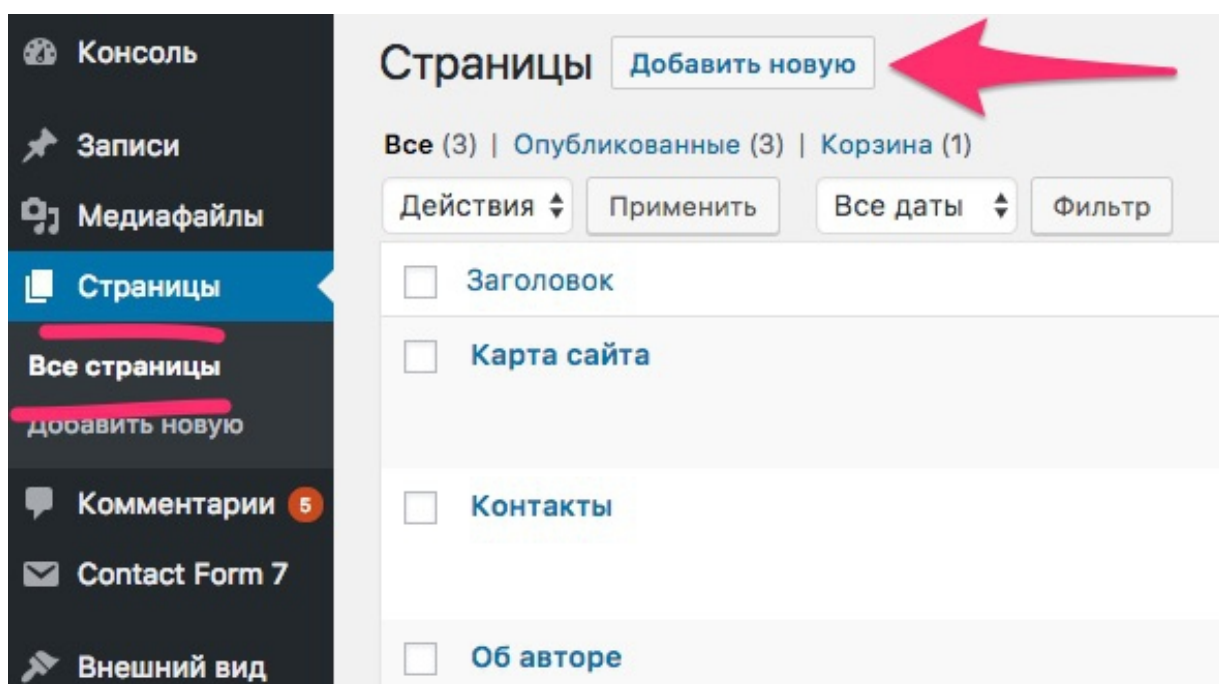 Консоль
Записи
Медиафайлы
Страницы
Все страницы
Добавить новую
Комментарии 5
Contact Form 7
Внешний вид
Страницы Добавить новую
Все (3) | Опубликованные (3) | Корзина (1)
Действия Применить Все даты Фильтр
Заголовок
Карта сайта
Контакты
Об авторе